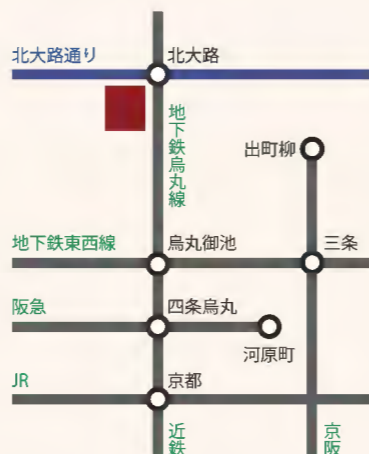 北大路通り
北大路
地下鉄烏丸線
出町柳
地下鉄東西線
烏丸御池
三条
阪急
四条烏丸
河原町
JR
京都
近鉄
京阪